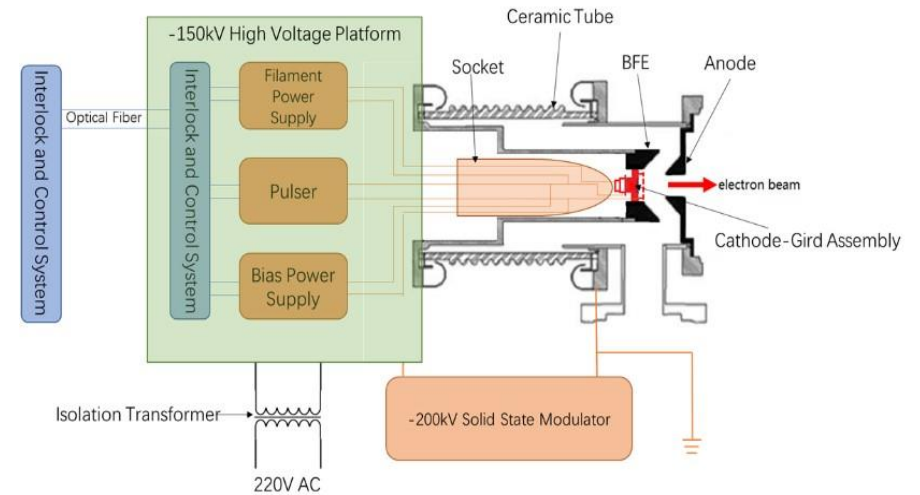 -150kV High Voltage Platform
Ceramic Tube
Socket
BFE
Anode
Interlock and Control System
Optical Fiber
Interlock and Control System
Filament
Power
Supply
Pulser
Bias Power
Supply
electron beam
Cathode-Gird Assembly
Isolation Transformer
-200kV Solid State Modulator
220V AC